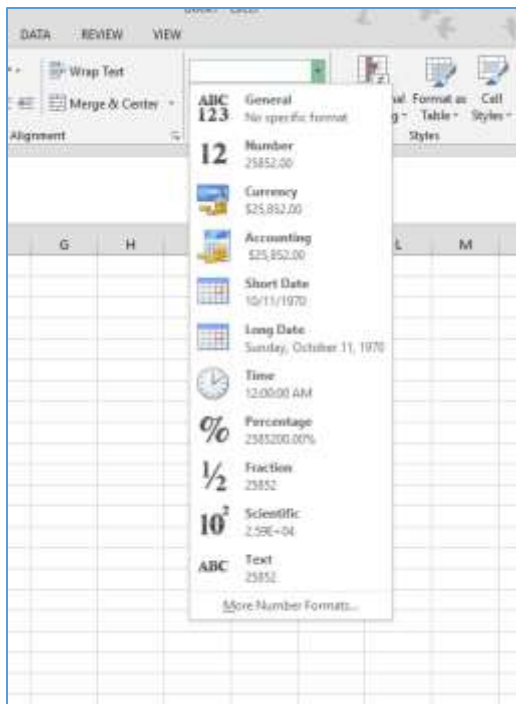 DATA REVIEW VIEW
Wrap Text
Merge & Center
Format as Cell
Table Styles
Alignment
Styles
G H L M
ABC
123
General
No specific format
12
Number
25852.00
Currency
$25,852.00
Accounting
$25,852.00
Short Date
10/11/1970
Long Date
Sunday, October 11, 1970
Time
12:00:00 AM
%
Percentage
2585200.00%
1/2
Fraction
25852
10²
Scientific
2.59E+04
ABC
Text
25852
More Number Formats...